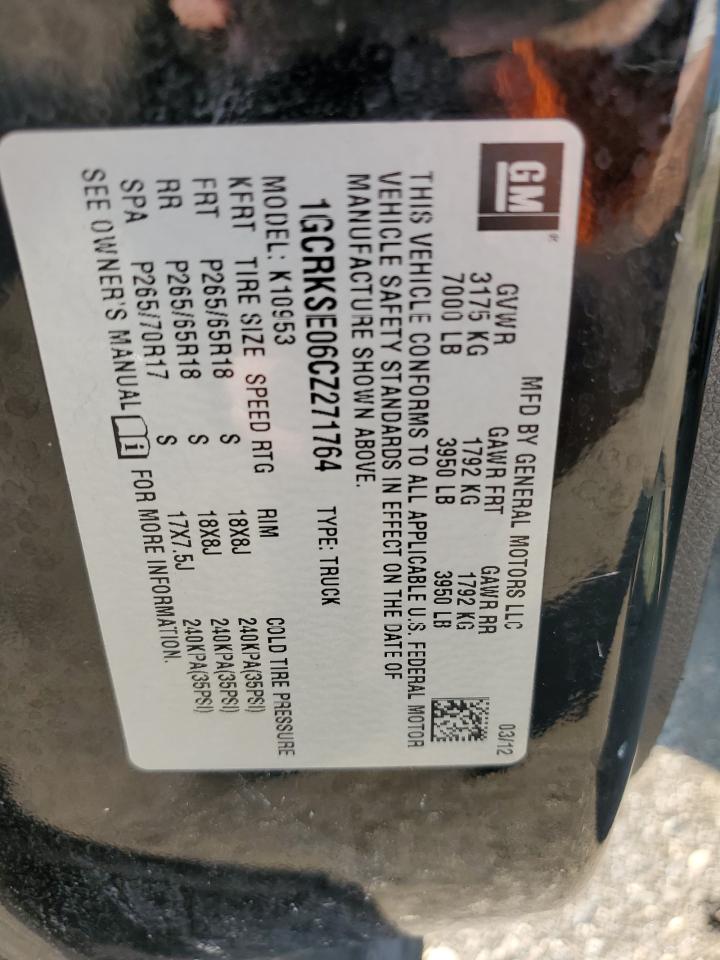 GM®
MFD BY GENERAL MOTORS LLC 03/12
GVWR GAWR FRT GAWR RR
3175 KG 1792 KG 1792 KG
7000 LB 3950 LB 3950 LB
THIS VEHICLE CONFORMS TO ALL APPLICABLE U.S. FEDERAL MOTOR
VEHICLE SAFETY STANDARDS IN EFFECT ON THE DATE OF
MANUFACTURE SHOWN ABOVE.
1GCRKSE06CZ271764 TYPE: TRUCK
MODEL: K10953
KFRT TIRE SIZE SPEED RTG RIM COLD TIRE PRESSURE
FRT P265/65R18 S 18X8J 240KPA(35PSI)
RR P265/65R18 S 18X8J 240KPA(35PSI)
SPA P265/70R17 S 17X7.5J 240KPA(35PSI)
SEE OWNER'S MANUAL FOR MORE INFORMATION.